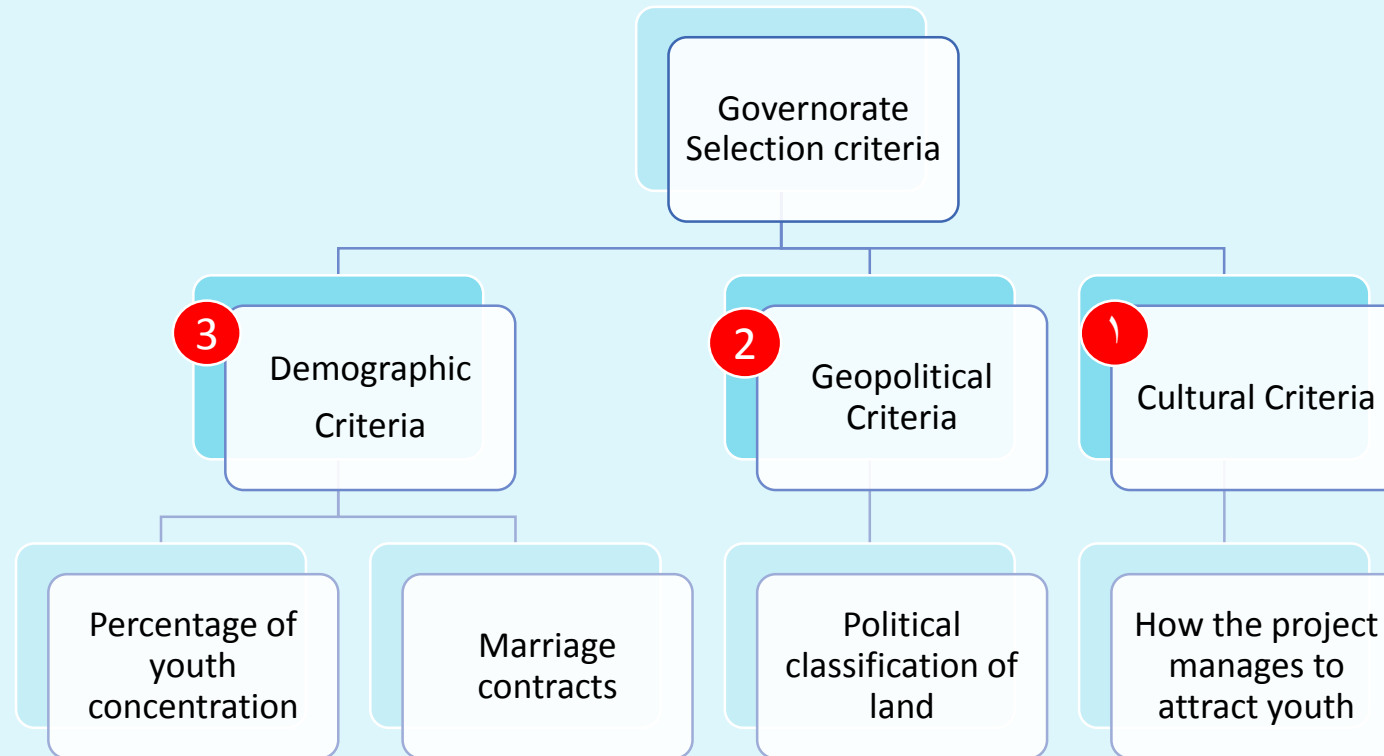 Governorate
Selection criteria
3
Demographic
Criteria
2
Geopolitical
Criteria
١
Cultural Criteria
Percentage of
youth
concentration
Marriage
contracts
Political
classification of
land
How the project
manages to
attract youth